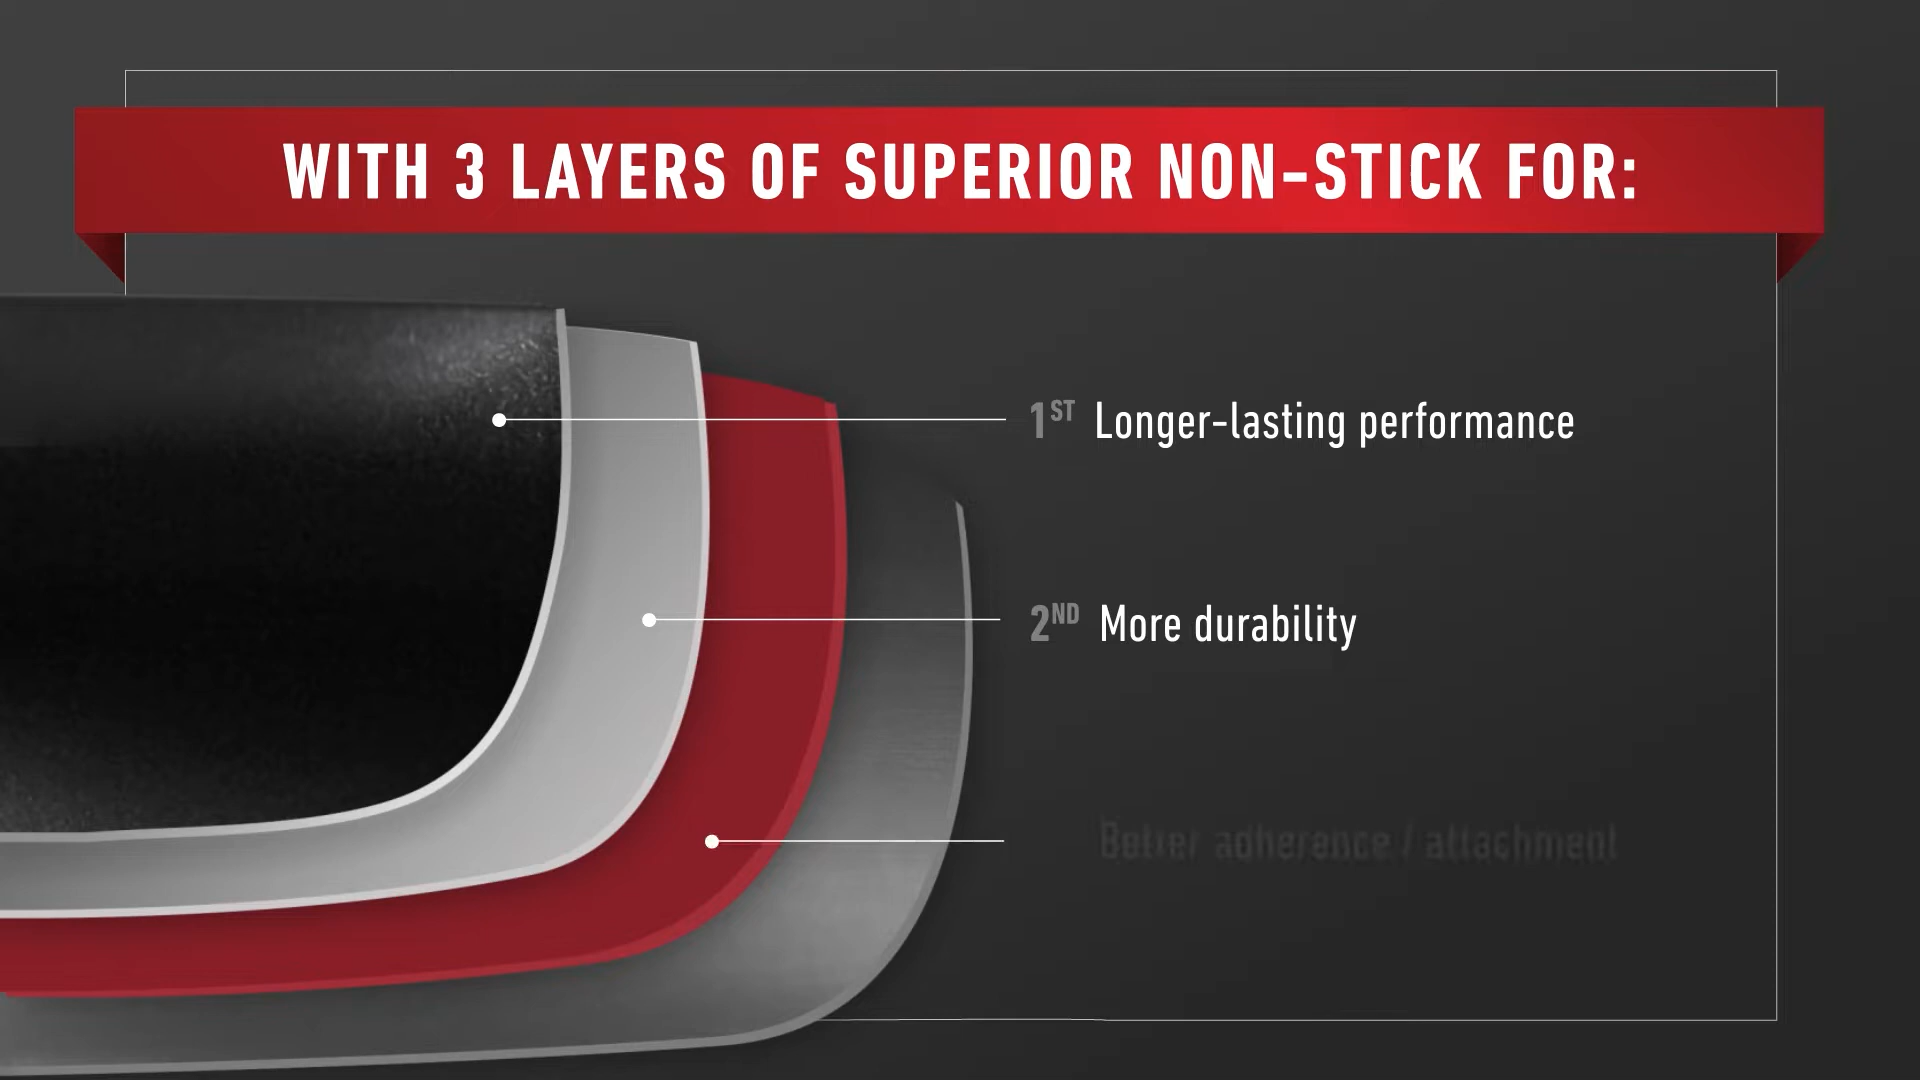 WITH 3 LAYERS OF SUPERIOR NON-STICK FOR:
1ST Longer-lasting performance
2ND More durability
Better adherence / attachment